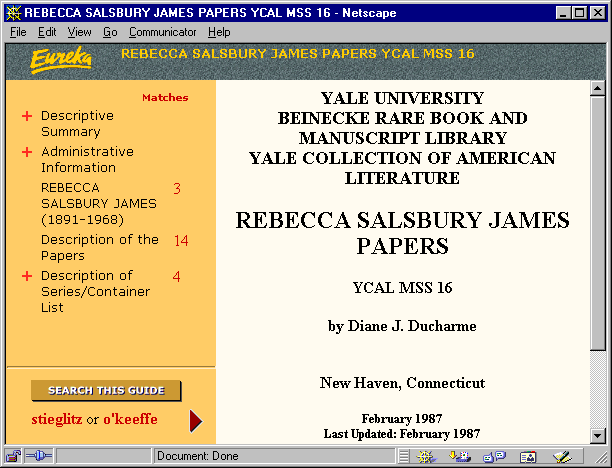 REBECCA SALSBURY JAMES PAPERS YCAL MSS 16 - Netscape
File Edit View Go Communicator Help
Eureka
REBECCA SALSBURY JAMES PAPERS YCAL MSS 16
Matches
+ Descriptive
Summary
+ Administrative
Information
REBECCA 3
SALSBURY JAMES
(1891-1968)
Description of the 14
Papers
+ Description of 4
Series/Container
List
SEARCH THIS GUIDE
stieglitz or o'keeffe
YALE UNIVERSITY
BEINECKE RARE BOOK AND
MANUSCRIPT LIBRARY
YALE COLLECTION OF AMERICAN
LITERATURE
REBECCA SALSBURY JAMES
PAPERS
YCAL MSS 16
by Diane J. Ducharme
New Haven, Connecticut
February 1987
Last Updated: February 1987
Document: Done